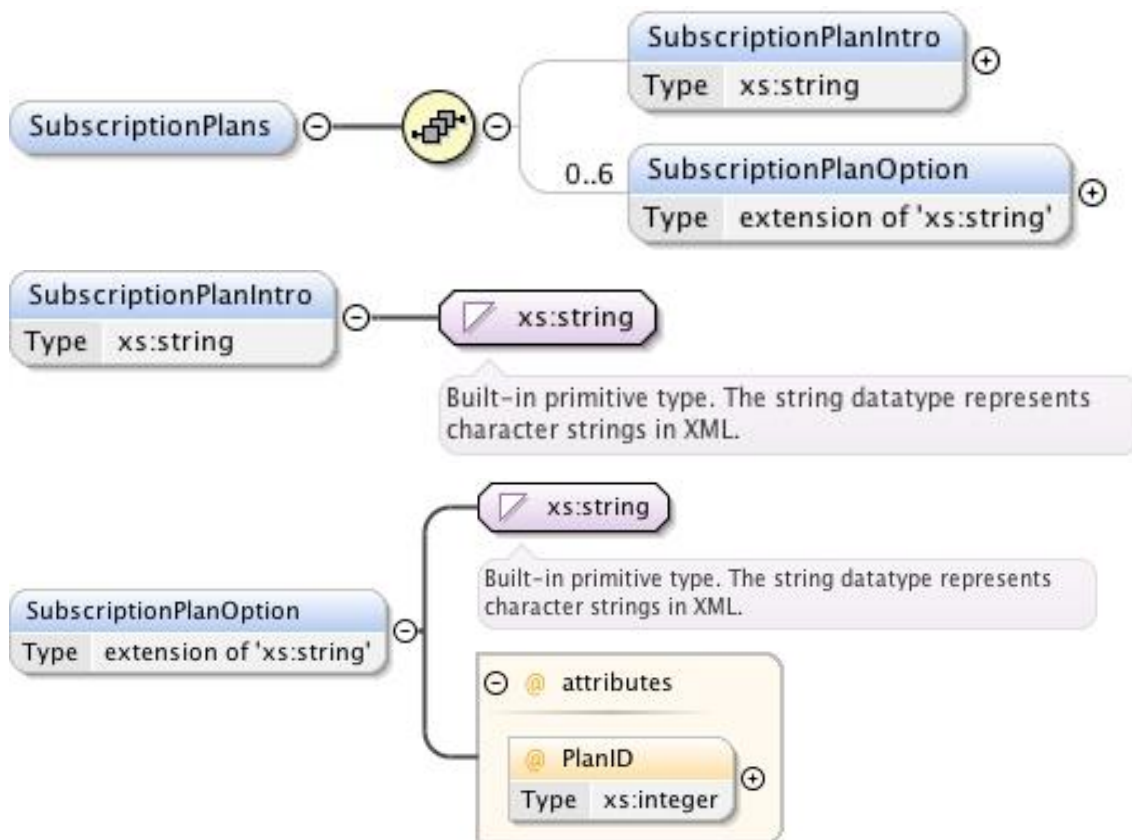 SubscriptionPlans
SubscriptionPlanIntro
Type xs:string
0..6
SubscriptionPlanOption
Type extension of 'xs:string'
SubscriptionPlanIntro
Type xs:string
xs:string
Built-in primitive type. The string datatype represents
character strings in XML.
SubscriptionPlanOption
Type extension of 'xs:string'
xs:string
Built-in primitive type. The string datatype represents
character strings in XML.
@ attributes
@ PlanID
Type xs:integer